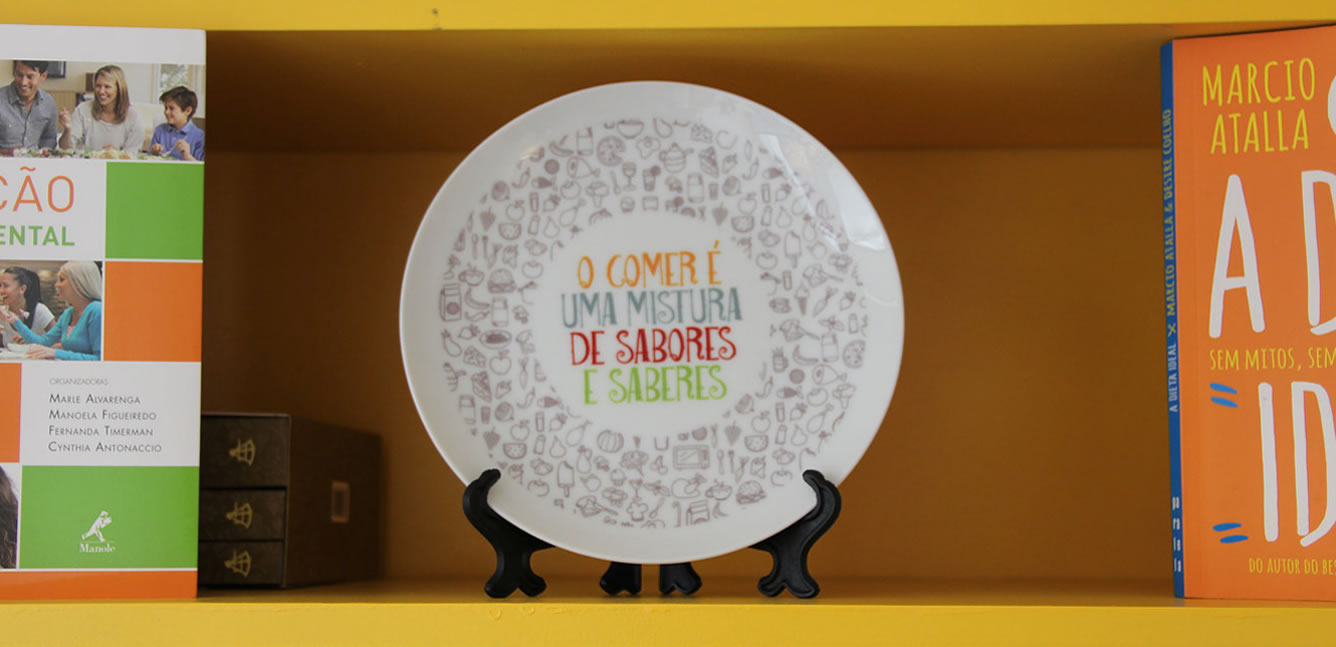 ÇÃO
ENTAL
ORGANIZADORAS
MARLE ALVARENGA
MANOELA FIGUEIREDO
FERNANDA TIMERMAN
CYNTHIA ANTONACCIO
Manole
O COMER É
UMA MISTURA
DE SABORES
E SABERES
A DIETA IDEAL X MARCIO ATALLA & DESIRE COELHO
MARCIO
ATALLA
A D
SEM MITOS, SEM
ID
DO AUTOR DO BES